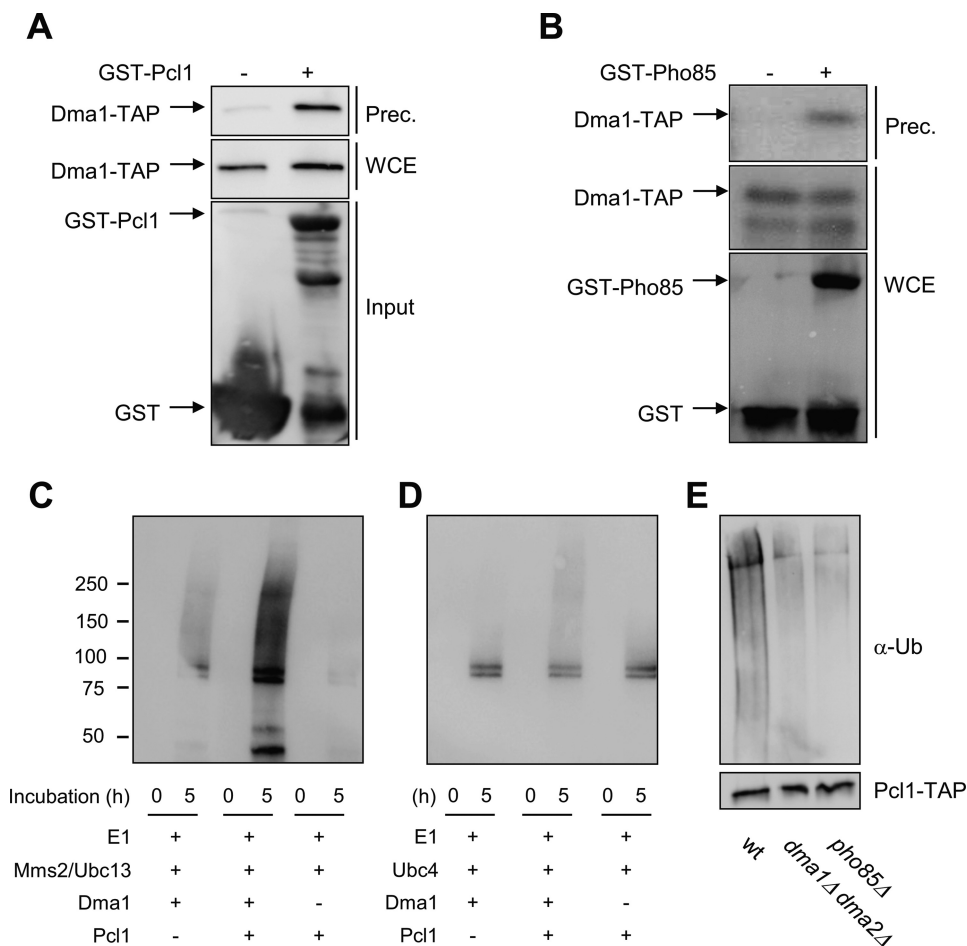 A
GST-Pcl1 - +
Dma1-TAP
Prec.
Dma1-TAP
WCE
GST-Pcl1
Input
GST
B
GST-Pho85 - +
Dma1-TAP
Prec.
Dma1-TAP
GST-Pho85
WCE
GST
C
250
150
100
75
50
Incubation (h) 0 5 0 5 0 5
E1 + + +
Mms2/Ubc13 + + +
Dma1 + + -
Pcl1 - + +
D
(h) 0 5 0 5 0 5
E1 + + +
Ubc4 + + +
Dma1 + + -
Pcl1 - + +
E
α-Ub
Pcl1-TAP
wt
dma1Δdma2Δ
pho85Δ